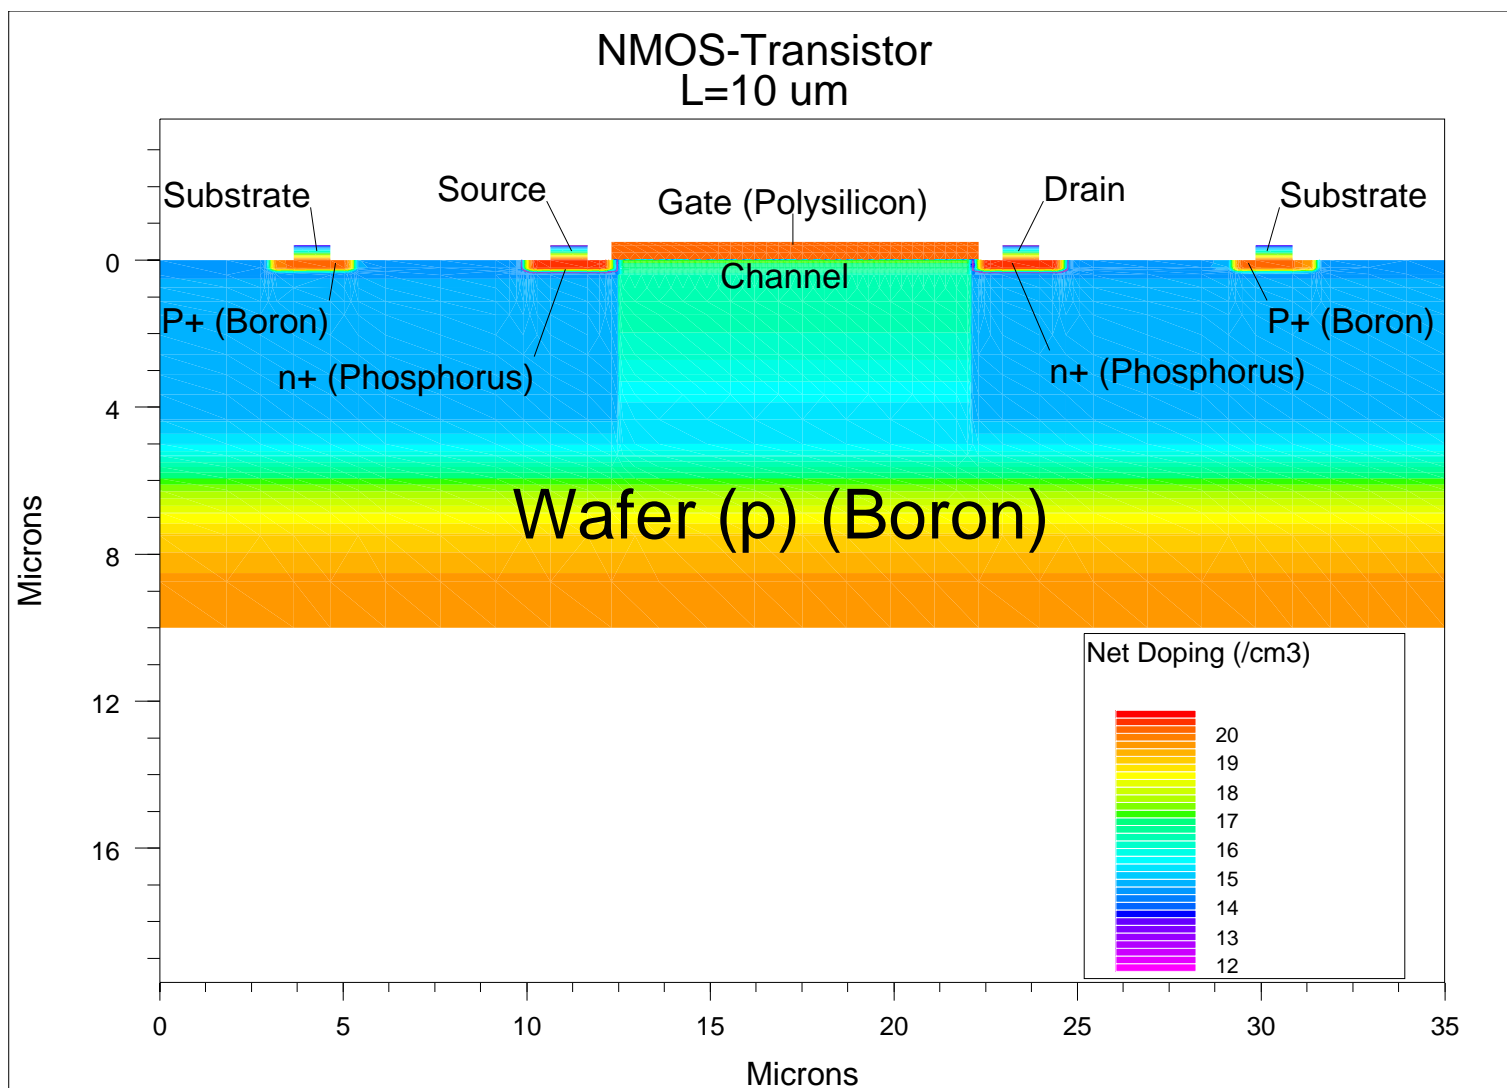 NMOS-Transistor
L=10 um
Substrate
Source
Gate (Polysilicon)
Drain
Substrate
Channel
P+ (Boron)
n+ (Phosphorus)
n+ (Phosphorus)
P+ (Boron)
Wafer (p) (Boron)
Microns
0
4
8
12
16
Net Doping (/cm3)
20
19
18
17
16
15
14
13
12
0 5 10 15 20 25 30 35
Microns